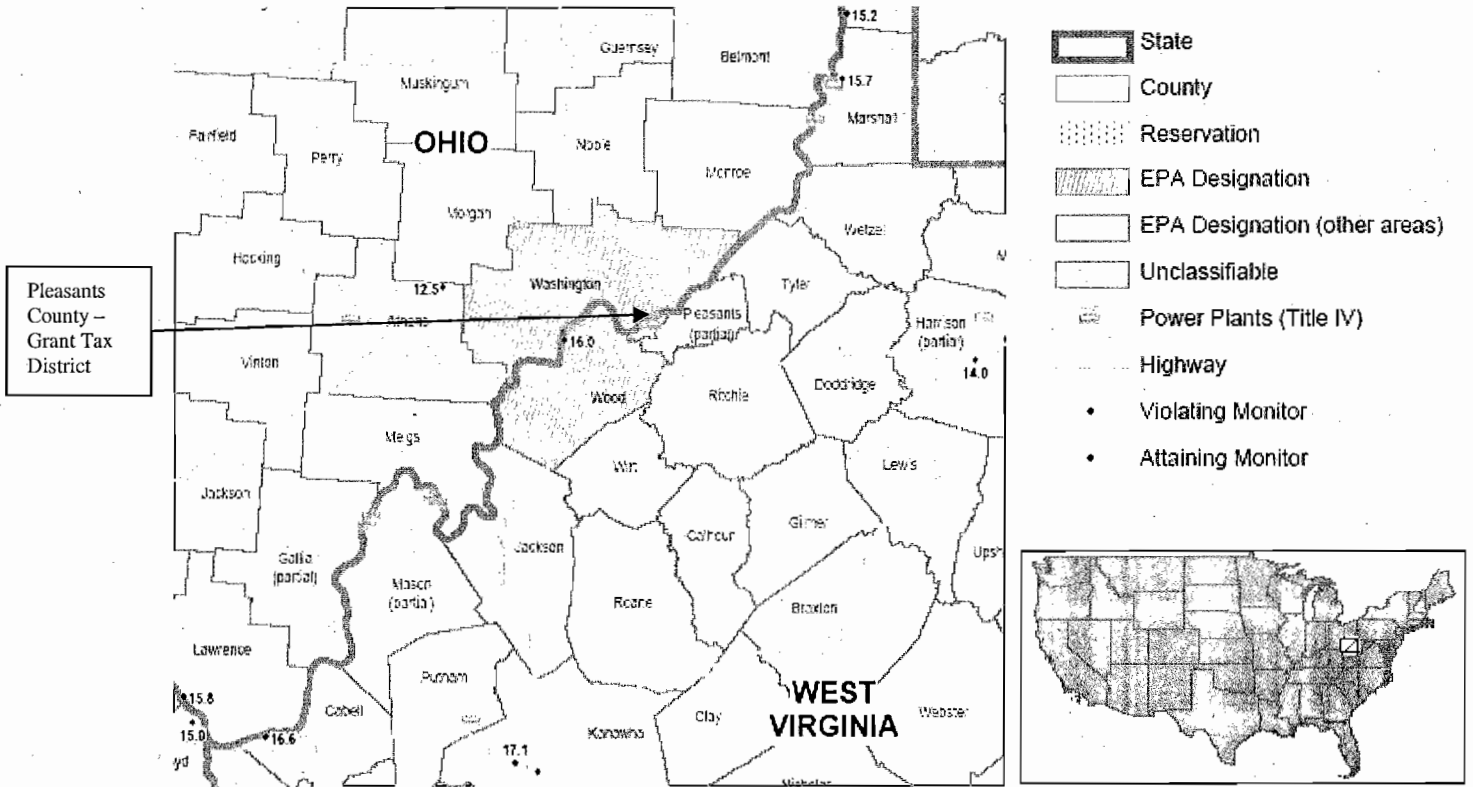 15.2
Guernsey
Belmont
Muskingum
15.7
Marshall
Fairfield
Perry
OHIO
Noble
Monroe
Morgan
Wetzel
Hocking
Washington
Tyler
12.5
Athens
Pleasants
(partial)
Harrison
(partial)
16.0
14.0
Vinton
Wood
Ritchie
Doddridge
Meigs
Wirt
Lewis
Jackson
Gilmer
Calhoun
Jackson
Upsh
Gallia
(partial)
Mason
(partial)
Roane
Braxton
Lawrence
Putnam
WEST
VIRGINIA
15.8
Cabell
Clay
Webster
15.0
16.6
Kanawha
17.1
yd
Nicholas
Pleasants
County –
Grant Tax
District
State
County
Reservation
EPA Designation
EPA Designation (other areas)
Unclassifiable
Power Plants (Title IV)
Highway
Violating Monitor
Attaining Monitor